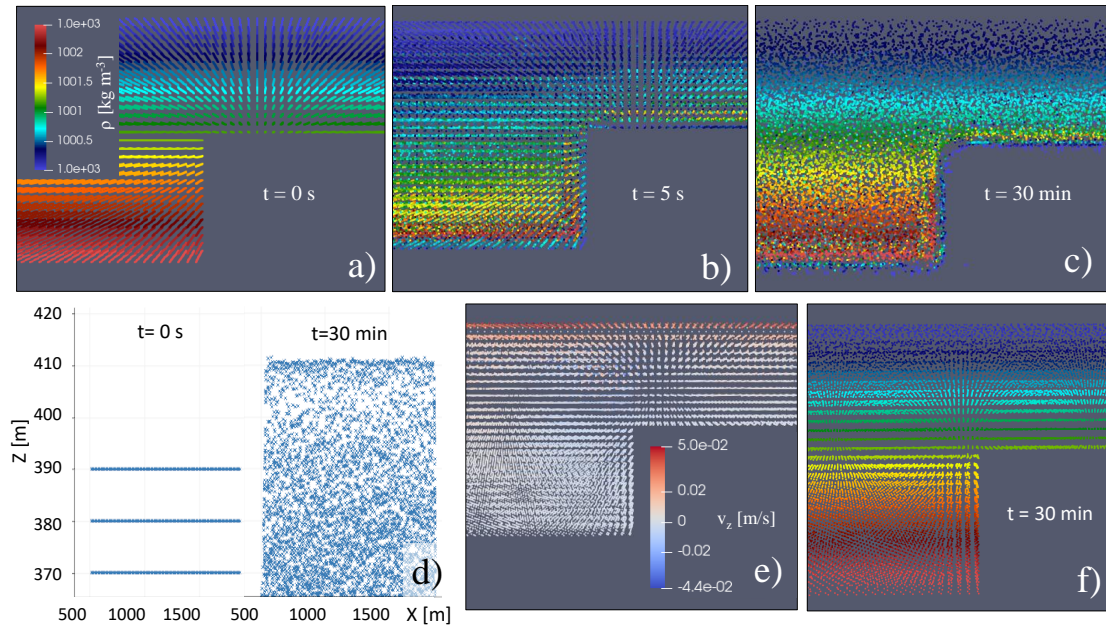 1.0e+03
1002
1001.5
1001
1000.5
1.0e+03
ρ [kg m-3]
t = 0 s
a)
t = 5 s
b)
t = 30 min
c)
420
410
400
390
380
370
Z [m]
t= 0 s
t=30 min
d)
500 1000 1500 500 1000 1500 X [m]
5.0e-02
0.02
0
-0.02
-4.4e-02
vz [m/s]
e)
t = 30 min
f)